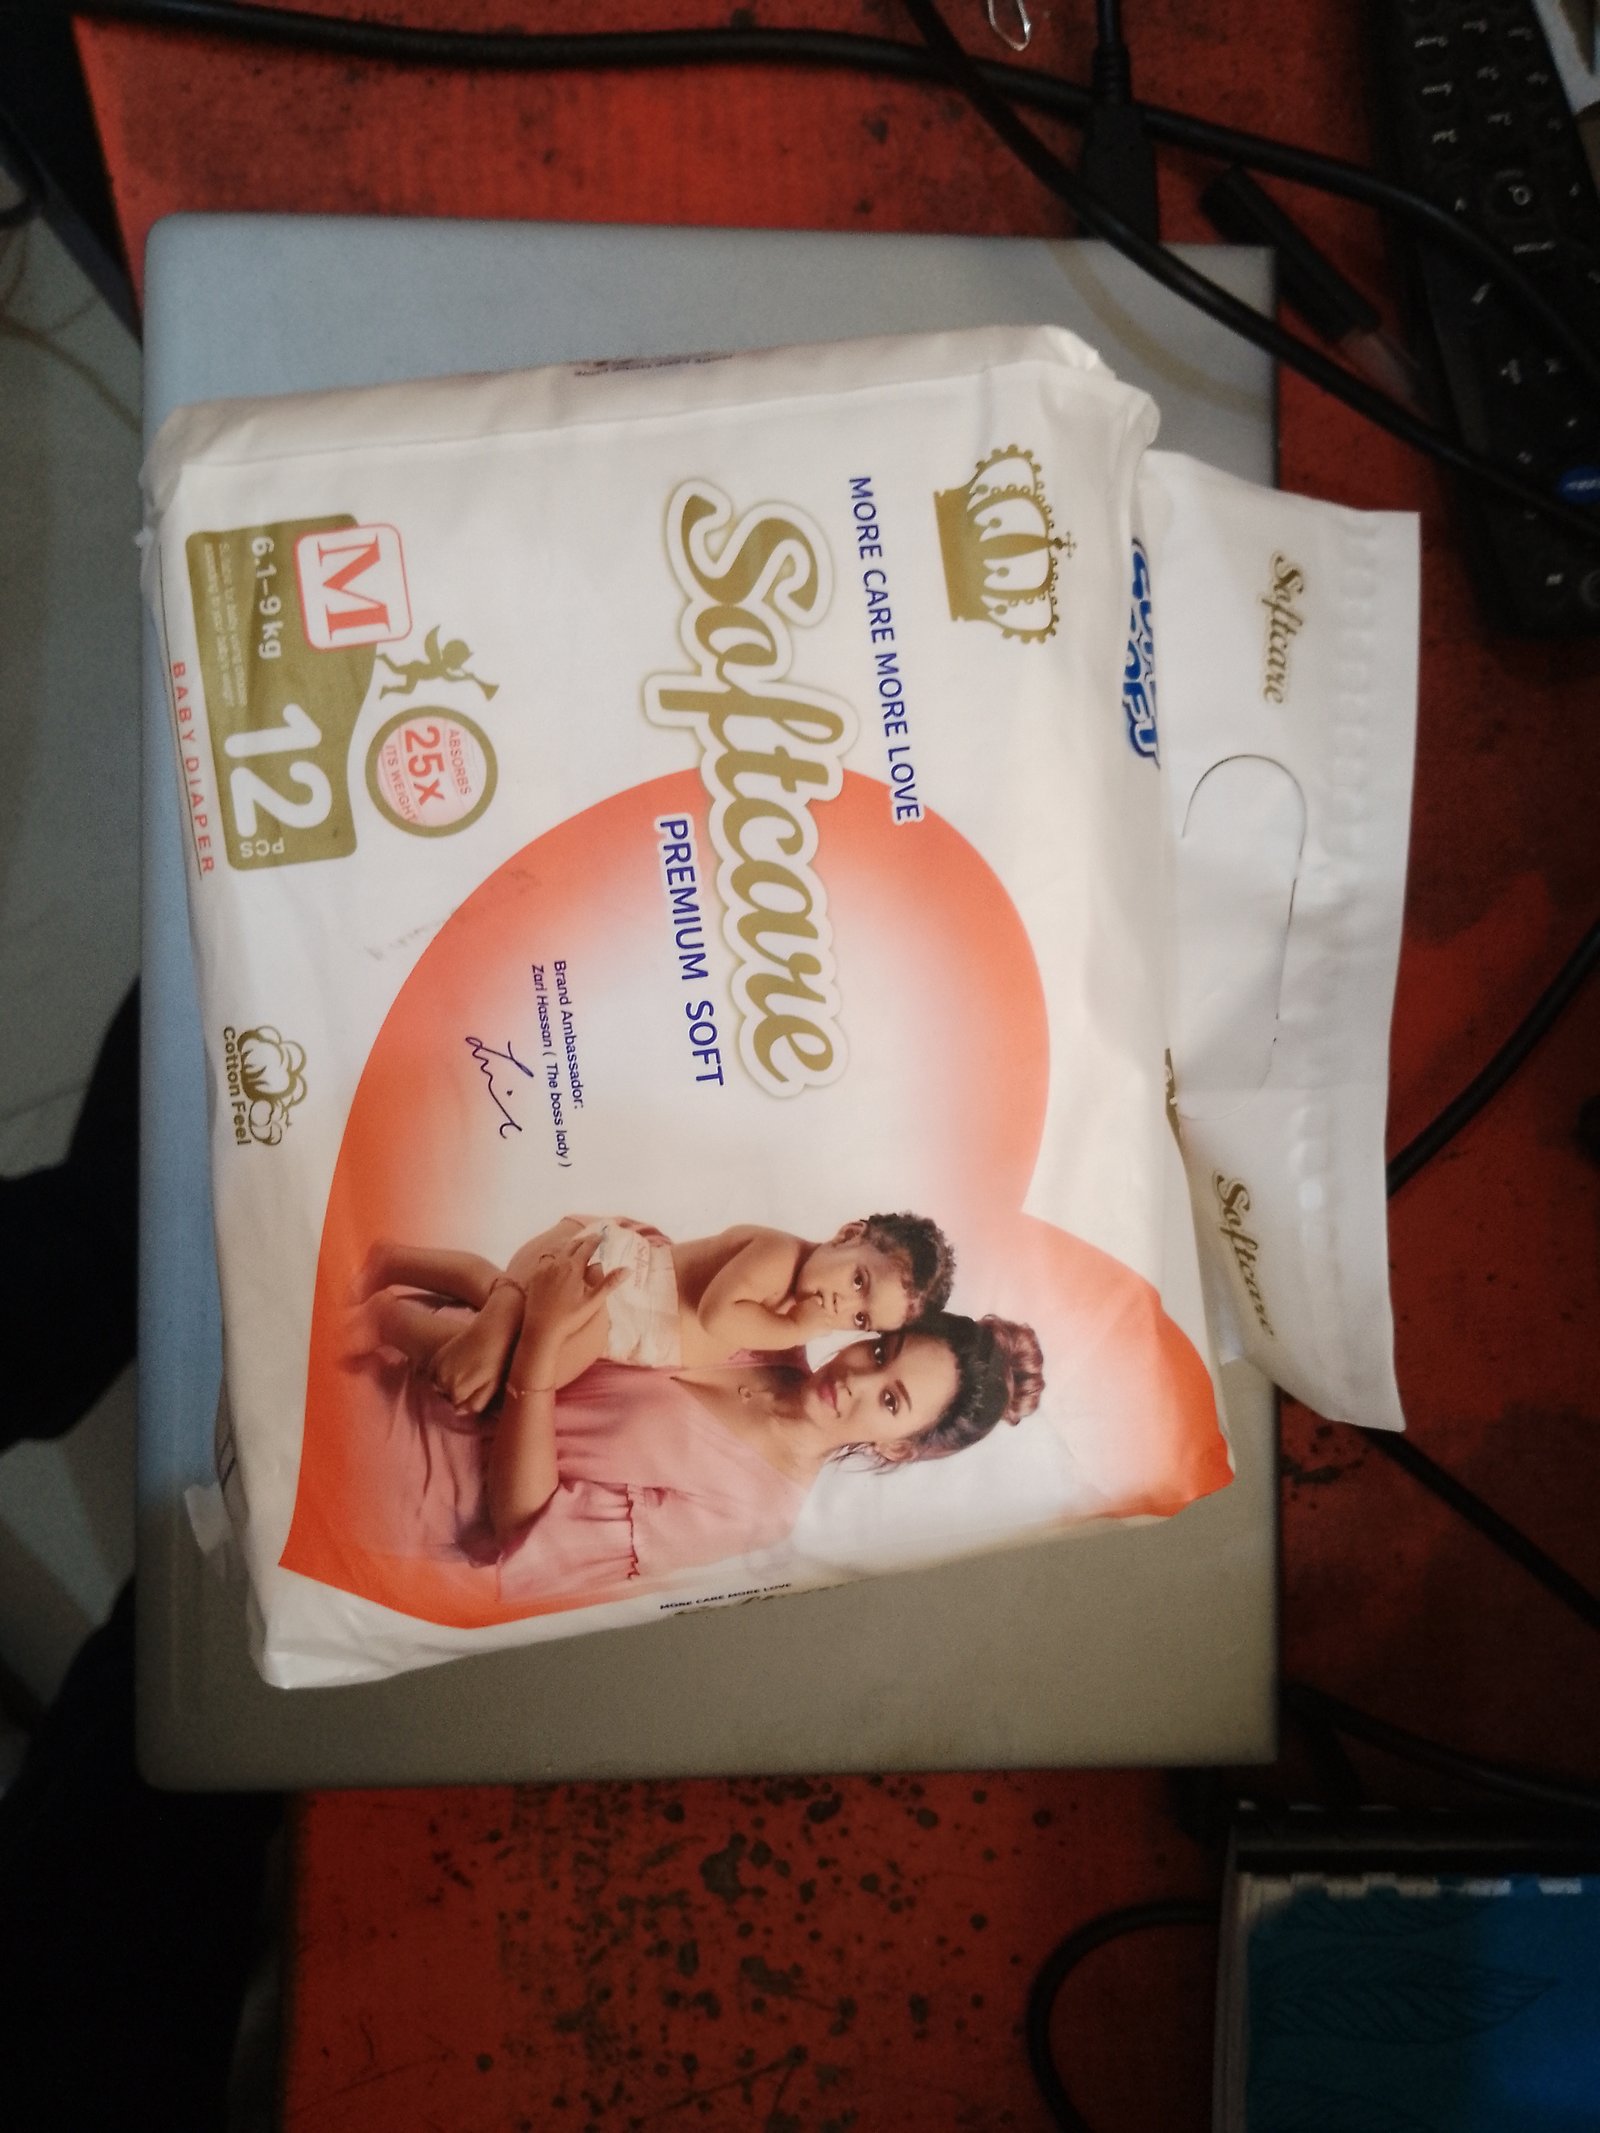 Softcare
Softcare
MORE CARE MORE LOVE
Softcare
PREMIUM SOFT
Brand Ambassador:
Zari Hassan ( The boss lady )
ABSORBS
25x
ITS WEIGHT
M
6.1–9 kg
12
pcs
BABY DIAPER
Cotton Feel
Softcare
MORE CARE MORE LOVE